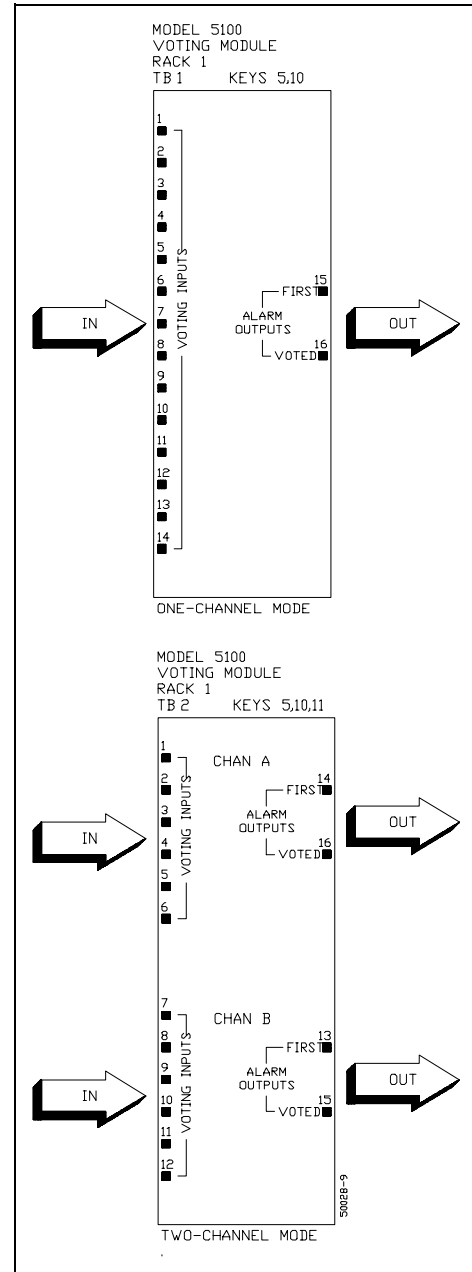 MODEL 5100
VOTING MODULE
RACK 1
TB 1 KEYS 5,10
1
2
3
4
5
6
7
8
9
10
11
12
13
14
VOTING INPUTS
IN
15
FIRST
ALARM
OUTPUTS
16
VOTED
OUT
ONE-CHANNEL MODE
MODEL 5100
VOTING MODULE
RACK 1
TB 2 KEYS 5,10,11
CHAN A
1
2
3
4
5
6
VOTING INPUTS
IN
14
FIRST
ALARM
OUTPUTS
16
VOTED
OUT
CHAN B
7
8
9
10
11
12
VOTING INPUTS
IN
13
FIRST
ALARM
OUTPUTS
15
VOTED
OUT
50028-9
TWO-CHANNEL MODE